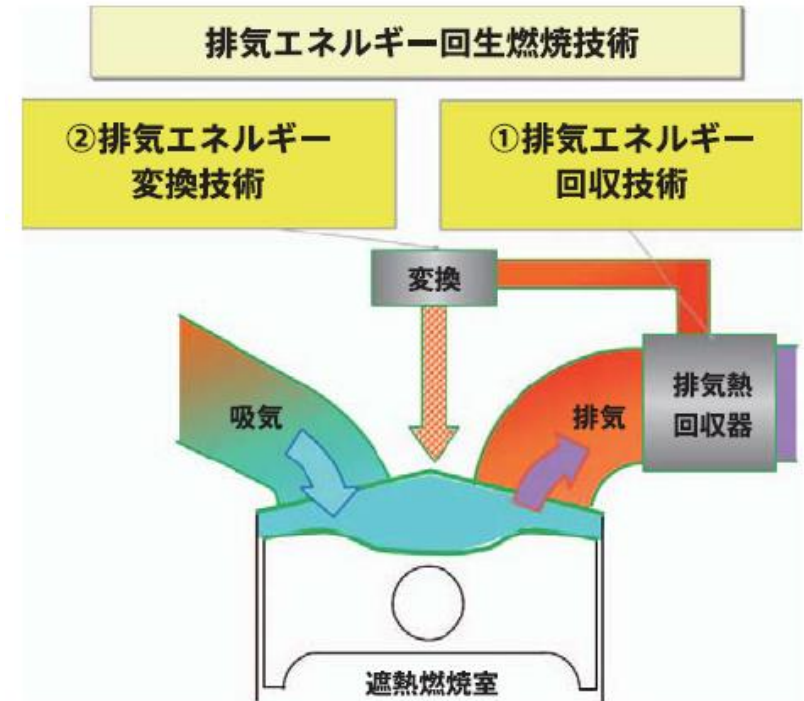 排気エネルギー回生燃焼技術
②排気エネルギー
変換技術
①排気エネルギー
回収技術
変換
吸気
排気
排気熱
回収器
遮熱燃焼室